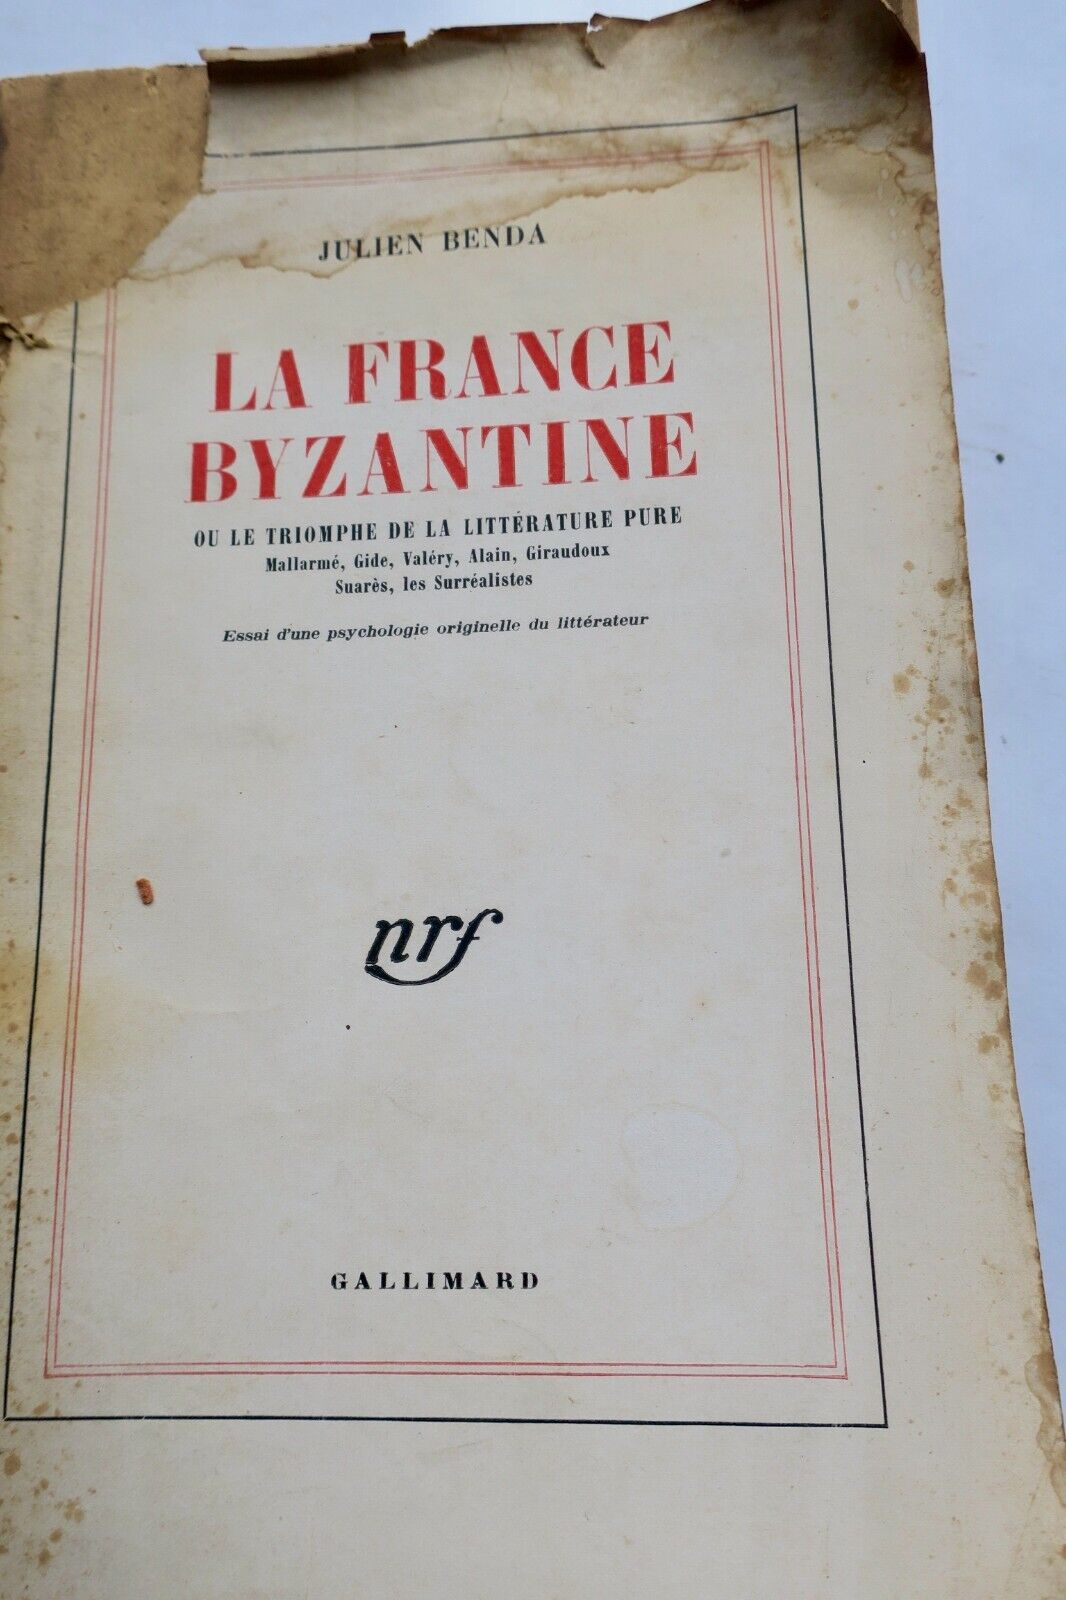 JULIEN BENDA
LA FRANCE
BYZANTINE
OU LE TRIOMPHE DE LA LITTÉRATURE PURE
Mallarmé, Gide, Valéry, Alain, Giraudoux
Suarès, les Surréalistes
Essai d'une psychologie originelle du littérateur
nrf
GALLIMARD